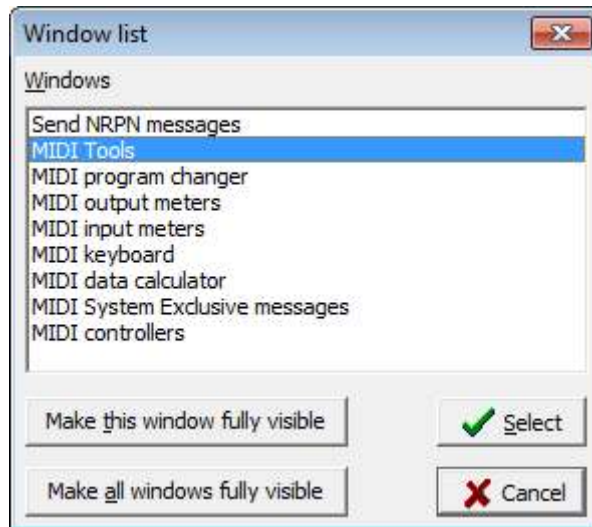 Window list
Windows
Send NRPN messages
MIDI Tools
MIDI program changer
MIDI output meters
MIDI input meters
MIDI keyboard
MIDI data calculator
MIDI System Exclusive messages
MIDI controllers
Make this window fully visible
Select
Make all windows fully visible
Cancel